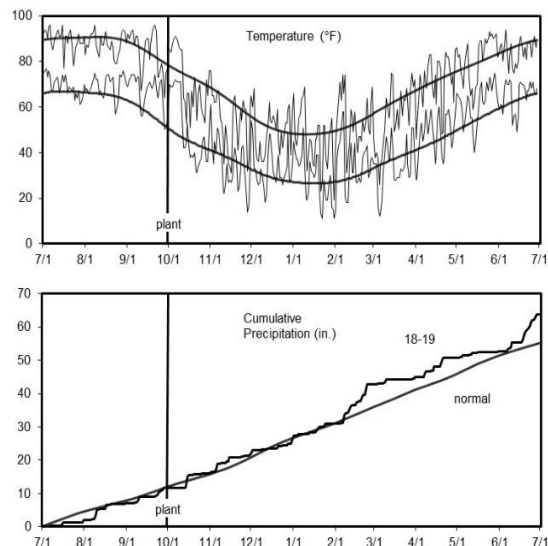 100
Temperature (°F)
80
60
40
20
plant
0
7/1 8/1 9/1 10/1 11/1 12/1 1/1 2/1 3/1 4/1 5/1 6/1 7/1
70
Cumulative
Precipitation (in.)
18-19
60
50
normal
40
30
20
10
plant
0
7/1 8/1 9/1 10/1 11/1 12/1 1/1 2/1 3/1 4/1 5/1 6/1 7/1